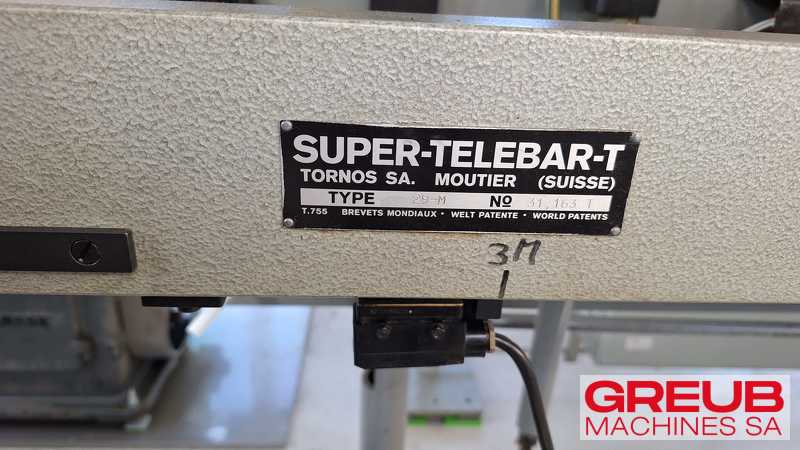 SUPER-TELEBAR-T
TORNOS SA. MOUTIER (SUISSE)
TYPE 29-M Nº 31,163 T
T.755 BREVETS MONDIAUX · WELT PATENTE · WORLD PATENTS
3M
GREUB
MACHINES SA